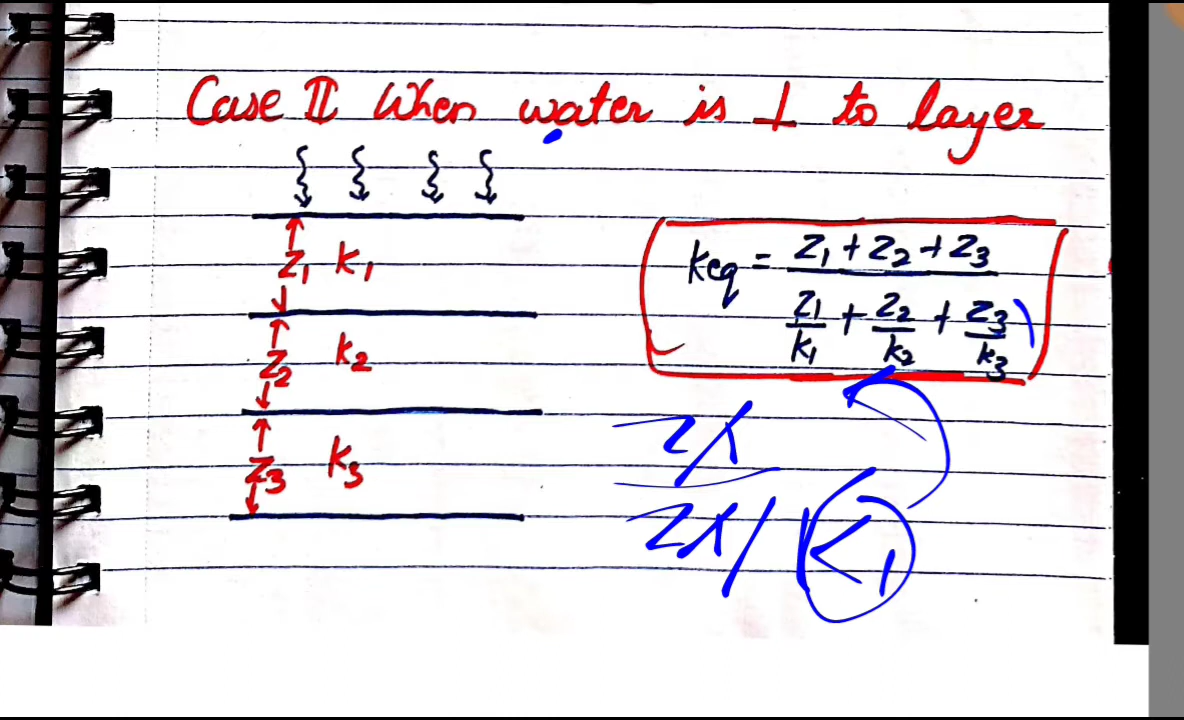 Case II When water is ⊥ to layer
Z1 K1
Z2 K2
Z3 K3
Keq = Z1 + Z2 + Z3
Z1/K1 + Z2/K2 + Z3/K3
Z1
Z1/K1